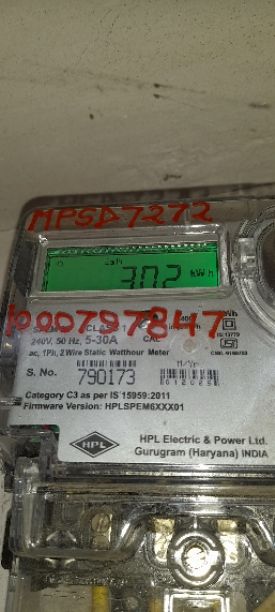 MPSD7272
302 kWh
1000797847
240V, 50 Hz, 5-30A CAL
ac, 1Ph, 2 Wire Static Watthour Meter
S. No. 790173
Category C3 as per IS 15959:2011
Firmware Version: HPLSPEM6XXX01
HPL
HPL Electric & Power Ltd.
Gurugram (Haryana) INDIA